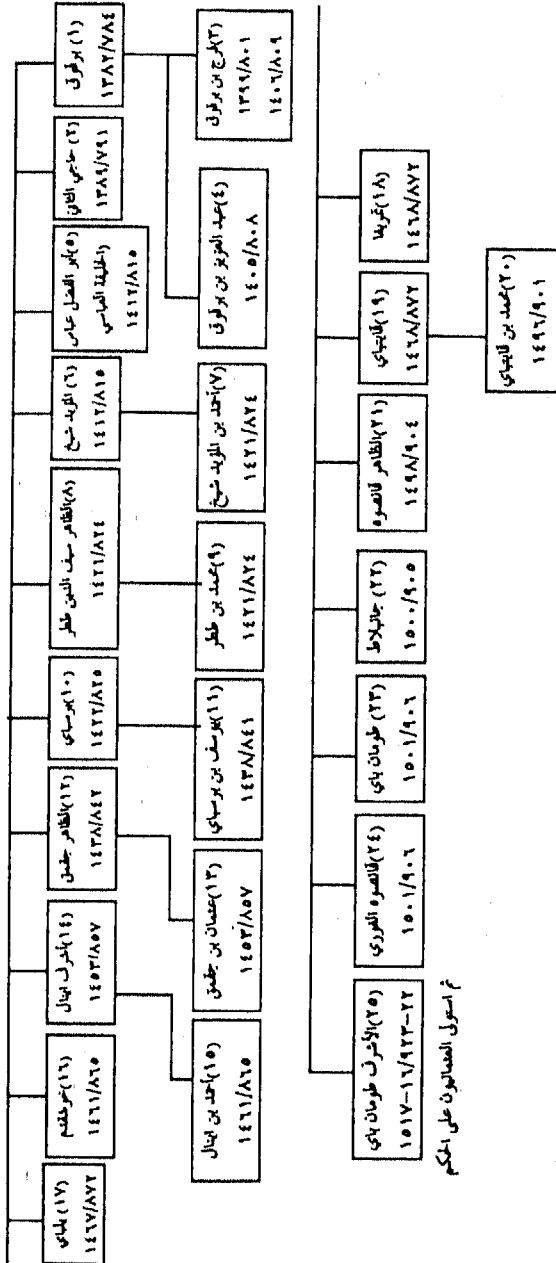 (١) برقوق
١٣٨٢/٧٨٤
(٢) حاجي الثاني
١٣٨٩/٧٩١
(٣) فرج بن برقوق
١٣٩٩/٨٠١
١٤٠٦/٨٠٩
(٤) عبد العزيز بن برقوق
١٤٠٥/٨٠٨
(٥) أبو الفضل عباس
الخليفة العباسي
١٤١٢/٨١٥
(٦) المؤيد شيخ
١٤١٢/٨١٥
(٧) أحمد بن المؤيد شيخ
١٤٢١/٨٢٤
(٨) الظاهر سيف الدين ططر
١٤٢١/٨٢٤
(٩) محمد بن ططر
١٤٢١/٨٢٤
(١٠) برسباي
١٤٢٢/٨٢٥
(١١) يوسف بن برسباي
١٤٣٨/٨٤١
(١٢) الظاهر جقمق
١٤٣٨/٨٤٢
(١٣) عثمان بن جقمق
١٤٥٣/٨٥٧
(١٤) أشرف اينال
١٤٥٣/٨٥٧
(١٥) أحمد بن اينال
١٤٦١/٨٦٥
(١٦) خوشقدم
١٤٦١/٨٦٥
(١٧) بلباي
١٤٦٧/٨٧٢
(١٨) تمربغا
١٤٦٨/٨٧٢
(١٩) قايتباي
١٤٦٨/٨٧٢
(٢٠) محمد بن قايتباي
١٤٩٦/٩٠١
(٢١) الظاهر قانصوه
١٤٩٨/٩٠٤
(٢٢) جانبلاط
١٥٠٠/٩٠٥
(٢٣) طومان باي
١٥٠١/٩٠٦
(٢٤) قانصوه الغوري
١٥٠١/٩٠٦
(٢٥) الأشرف طومان باي
١٥١٧-١٦/٩٢٣-٢٢
ثم استولى العثمانيون على الحكم